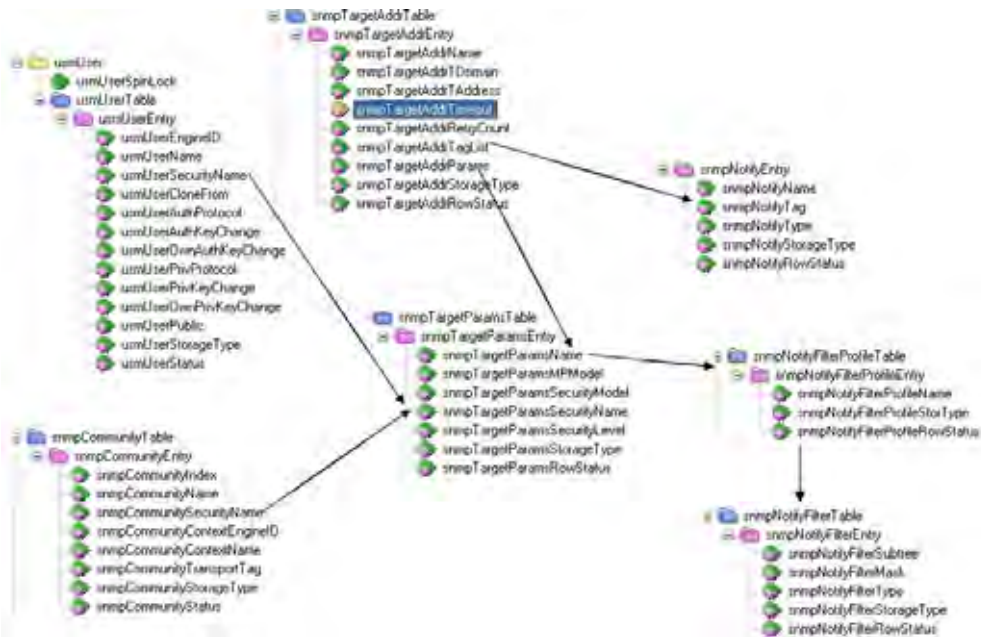 snmpTargetAddrTable
snmpTargetAddrEntry
snmpTargetAddrName
snmpTargetAddrTDomain
snmpTargetAddrTAddress
snmpTargetAddrTimeout
snmpTargetAddrRetryCount
snmpTargetAddrTagList
snmpTargetAddrParams
snmpTargetAddrStorageType
snmpTargetAddrRowStatus
usmUser
usmUserSpinLock
usmUserTable
usmUserEntry
usmUserEngineID
usmUserName
usmUserSecurityName
usmUserCloneFrom
usmUserAuthProtocol
usmUserAuthKeyChange
usmUserOwnAuthKeyChange
usmUserPrivProtocol
usmUserPrivKeyChange
usmUserOwnPrivKeyChange
usmUserPublic
usmUserStorageType
usmUserStatus
snmpNotifyEntry
snmpNotifyName
snmpNotifyTag
snmpNotifyType
snmpNotifyStorageType
snmpNotifyRowStatus
snmpTargetParamsTable
snmpTargetParamsEntry
snmpTargetParamsName
snmpTargetParamsMPModel
snmpTargetParamsSecurityModel
snmpTargetParamsSecurityName
snmpTargetParamsSecurityLevel
snmpTargetParamsStorageType
snmpTargetParamsRowStatus
snmpNotifyFilterProfileTable
snmpNotifyFilterProfileEntry
snmpNotifyFilterProfileName
snmpNotifyFilterProfileStorType
snmpNotifyFilterProfileRowStatus
snmpCommunityTable
snmpCommunityEntry
snmpCommunityIndex
snmpCommunityName
snmpCommunitySecurityName
snmpCommunityContextEngineID
snmpCommunityContextName
snmpCommunityTransportTag
snmpCommunityStorageType
snmpCommunityStatus
snmpNotifyFilterTable
snmpNotifyFilterEntry
snmpNotifyFilterSubtree
snmpNotifyFilterMask
snmpNotifyFilterType
snmpNotifyFilterStorageType
snmpNotifyFilterRowStatus